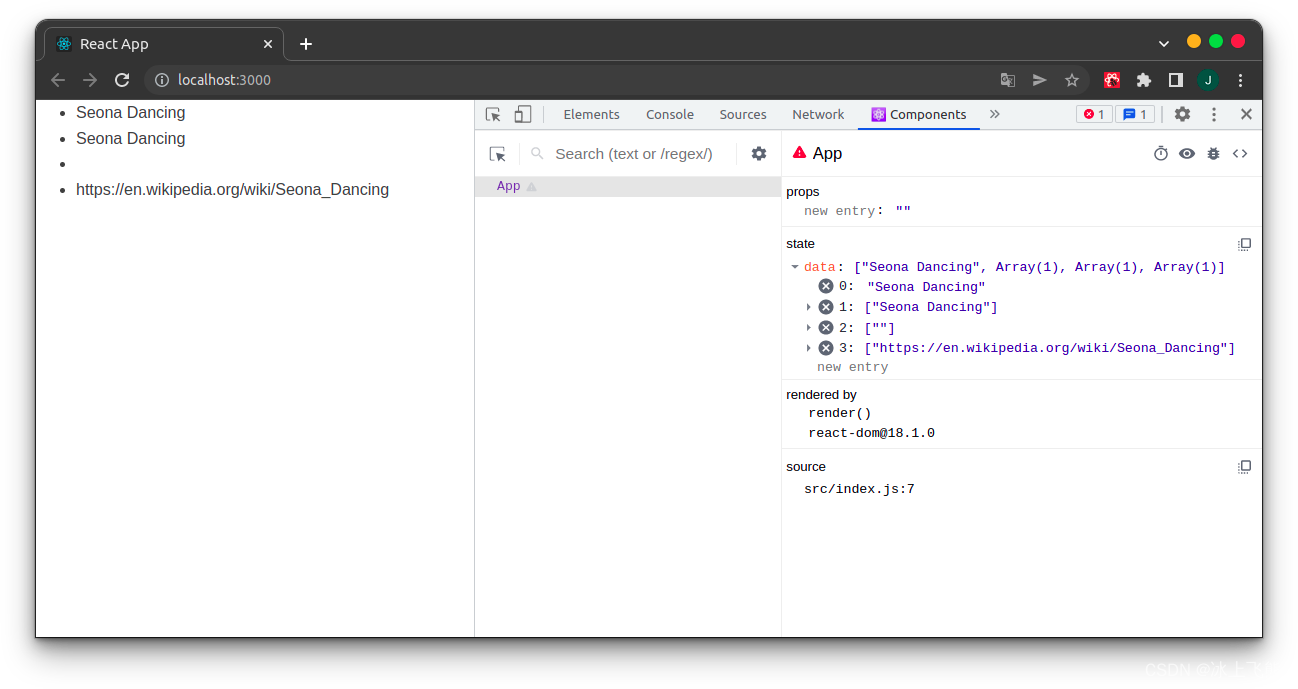 React App
localhost:3000
J
Seona Dancing
Seona Dancing
https://en.wikipedia.org/wiki/Seona_Dancing
Elements Console Sources Network Components 1 1
Search (text or /regex/)
App
App
props
new entry: ""
state
data: ["Seona Dancing", Array(1), Array(1), Array(1)]
0: "Seona Dancing"
1: ["Seona Dancing"]
2: [""]
3: ["https://en.wikipedia.org/wiki/Seona_Dancing"]
new entry
rendered by
render()
react-dom@18.1.0
source
src/index.js:7
CSDN